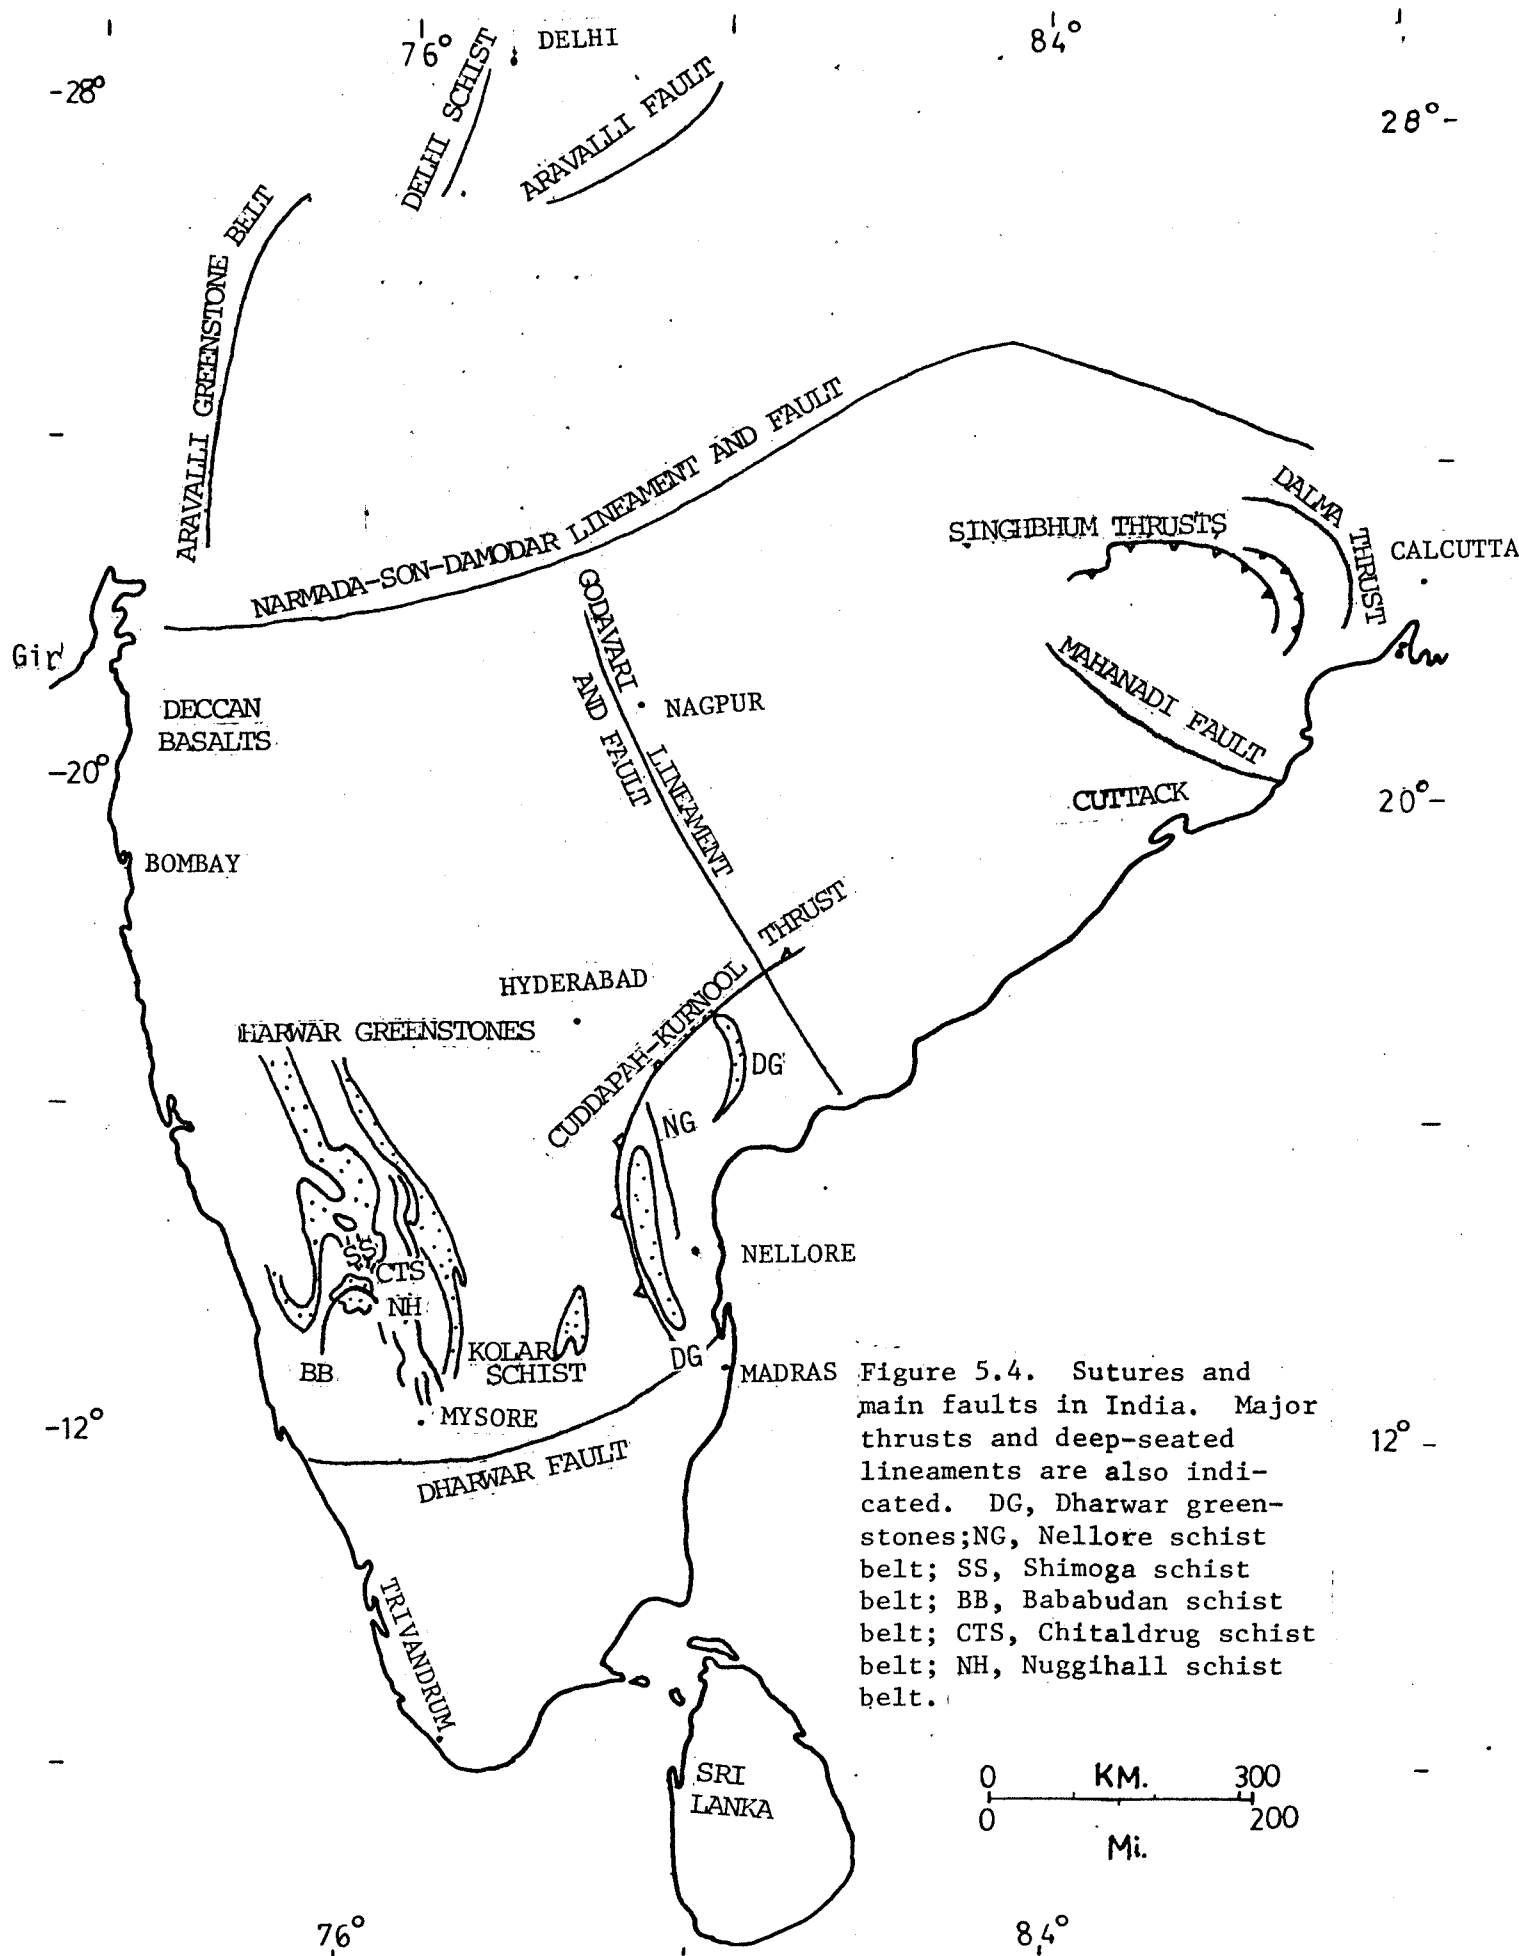 76°
DELHI
84°
-28°
28°-
DELHI SCHIST
ARAVALLI FAULT
ARAVALLI GREENSTONE BELT
NARMADA-SON-DAMODAR LINEAMENT AND FAULT
DALMA THRUST
SINGHBHUM THRUSTS
CALCUTTA
GODAVARI LINEAMENT
AND FAULT
Gir
MAHANADI FAULT
NAGPUR
DECCAN
BASALTS
-20°
20°-
CUTTACK
BOMBAY
CUDDAPAH-KURNOOL THRUST
HYDERABAD
HARWAR GREENSTONES
DG
NG
SS
CTS
NH
NELLORE
BB
KOLAR
SCHIST
DG
MADRAS
MYSORE
-12°
12° -
DHARWAR FAULT
TRIVANDRUM
SRI
LANKA
Figure 5.4. Sutures and
main faults in India. Major
thrusts and deep-seated
lineaments are also indi-
cated. DG, Dharwar green-
stones;NG, Nellore schist
belt; SS, Shimoga schist
belt; BB, Bababudan schist
belt; CTS, Chitaldrug schist
belt; NH, Nuggihall schist
belt.
0 KM. 300
0 200
Mi.
76°
84°